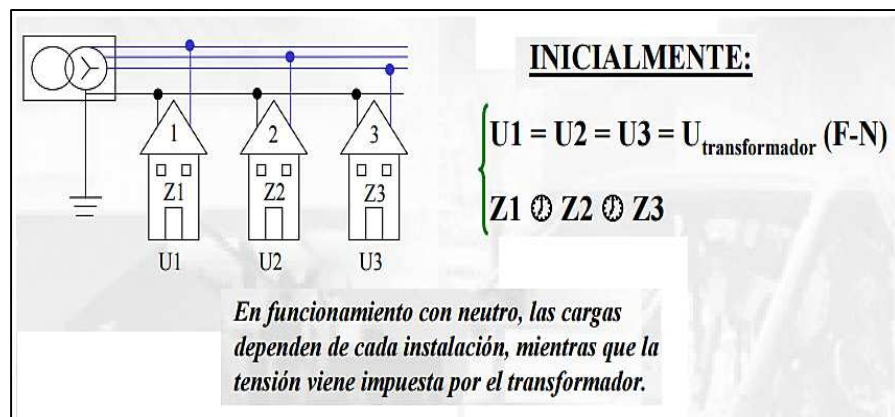 INICIALMENTE:
U1 = U2 = U3 = Utransformador (F-N)
Z1 🕖 Z2 🕖 Z3
1 2 3
Z1 Z2 Z3
U1 U2 U3
En funcionamiento con neutro, las cargas
dependen de cada instalación, mientras que la
tensión viene impuesta por el transformador.